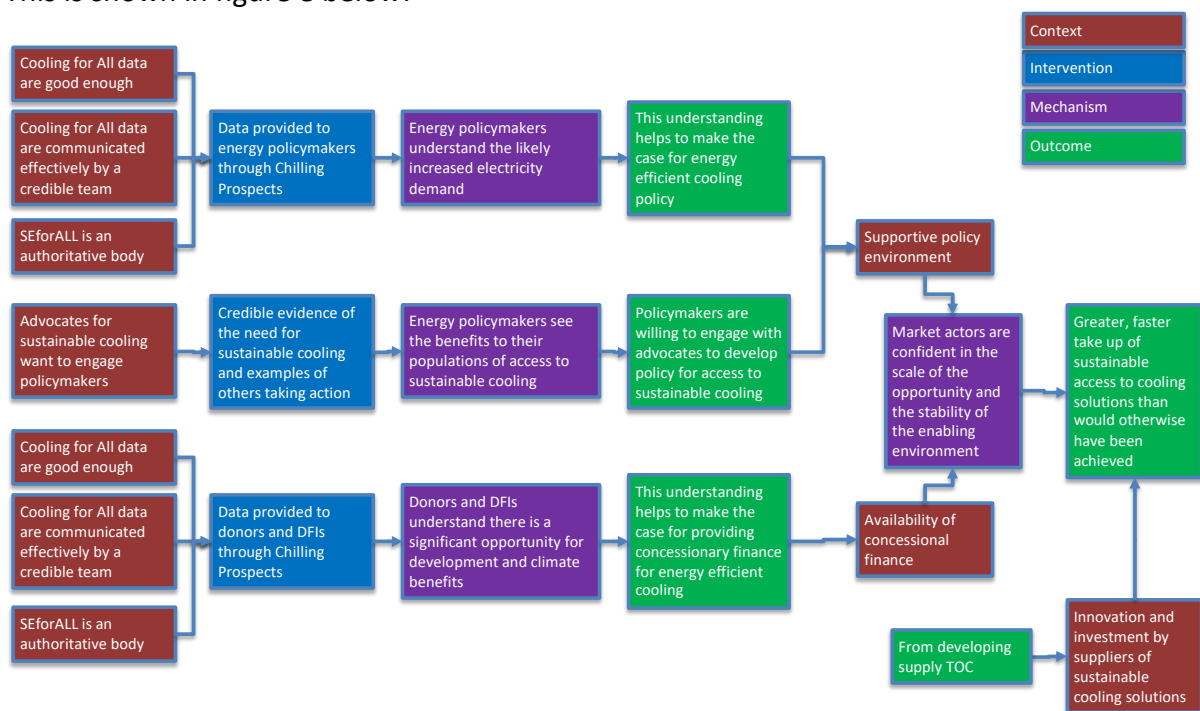 This is shown in figure below
Context
Intervention
Mechanism
Outcome
Cooling for All data
are good enough
Cooling for All data
are communicated
effectively by a
credible team
SEforALL is an
authoritative body
Data provided to
energy policymakers
through Chilling
Prospects
Energy policymakers
understand the likely
increased electricity
demand
This understanding
helps to make the
case for energy
efficient cooling
policy
Supportive policy
environment
Advocates for
sustainable cooling
want to engage
policymakers
Credible evidence of
the need for
sustainable cooling
and examples of
others taking action
Energy policymakers see
the benefits to their
populations of access to
sustainable cooling
Policymakers are
willing to engage with
advocates to develop
policy for access to
sustainable cooling
Market actors are
confident in the
scale of the
opportunity and
the stability of
the enabling
environment
Greater, faster
take up of
sustainable
access to cooling
solutions than
would otherwise
have been
achieved
Cooling for All data
are good enough
Cooling for All data
are communicated
effectively by a
credible team
SEforALL is an
authoritative body
Data provided to
donors and DFIs
through Chilling
Prospects
Donors and DFIs
understand there is a
significant opportunity for
development and climate
benefits
This understanding
helps to make the
case for providing
concessionary finance
for energy efficient
cooling
Availability of
concessional
finance
From developing
supply TOC
Innovation and
investment by
suppliers of
sustainable
cooling solutions